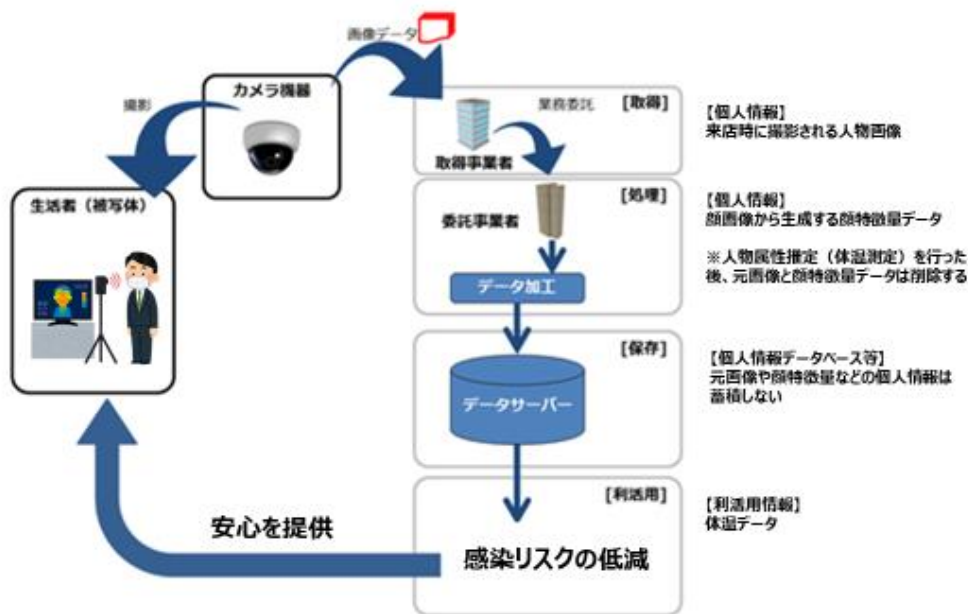 画像データ
カメラ機器
撮影
[取得]
業務委託
取得事業者
【個人情報】
来店時に撮影される人物画像
生活者（被写体）
[処理]
委託事業者
データ加工
【個人情報】
顔画像から生成する顔特徴量データ
※人物属性推定（体温測定）を行った
後、元画像と顔特徴量データは削除する
[保存]
データサーバー
【個人情報データベース等】
元画像や顔特徴量などの個人情報は
蓄積しない
[利活用]
感染リスクの低減
【利活用情報】
体温データ
安心を提供